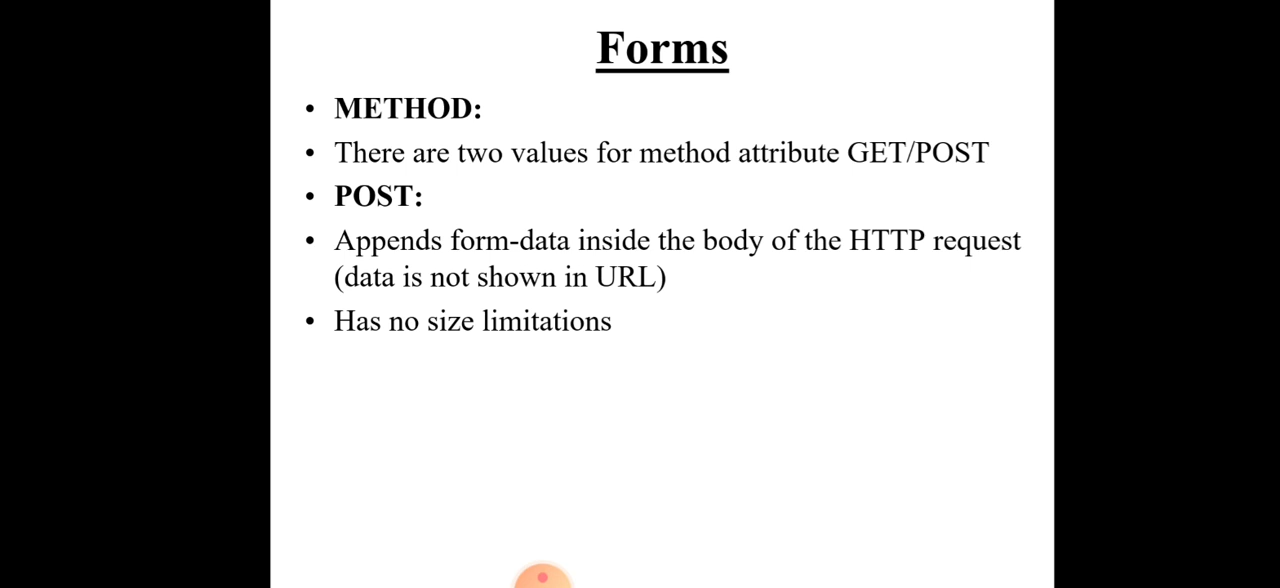 Forms
• METHOD:
• There are two values for method attribute GET/POST
• POST:
• Appends form-data inside the body of the HTTP request
(data is not shown in URL)
• Has no size limitations